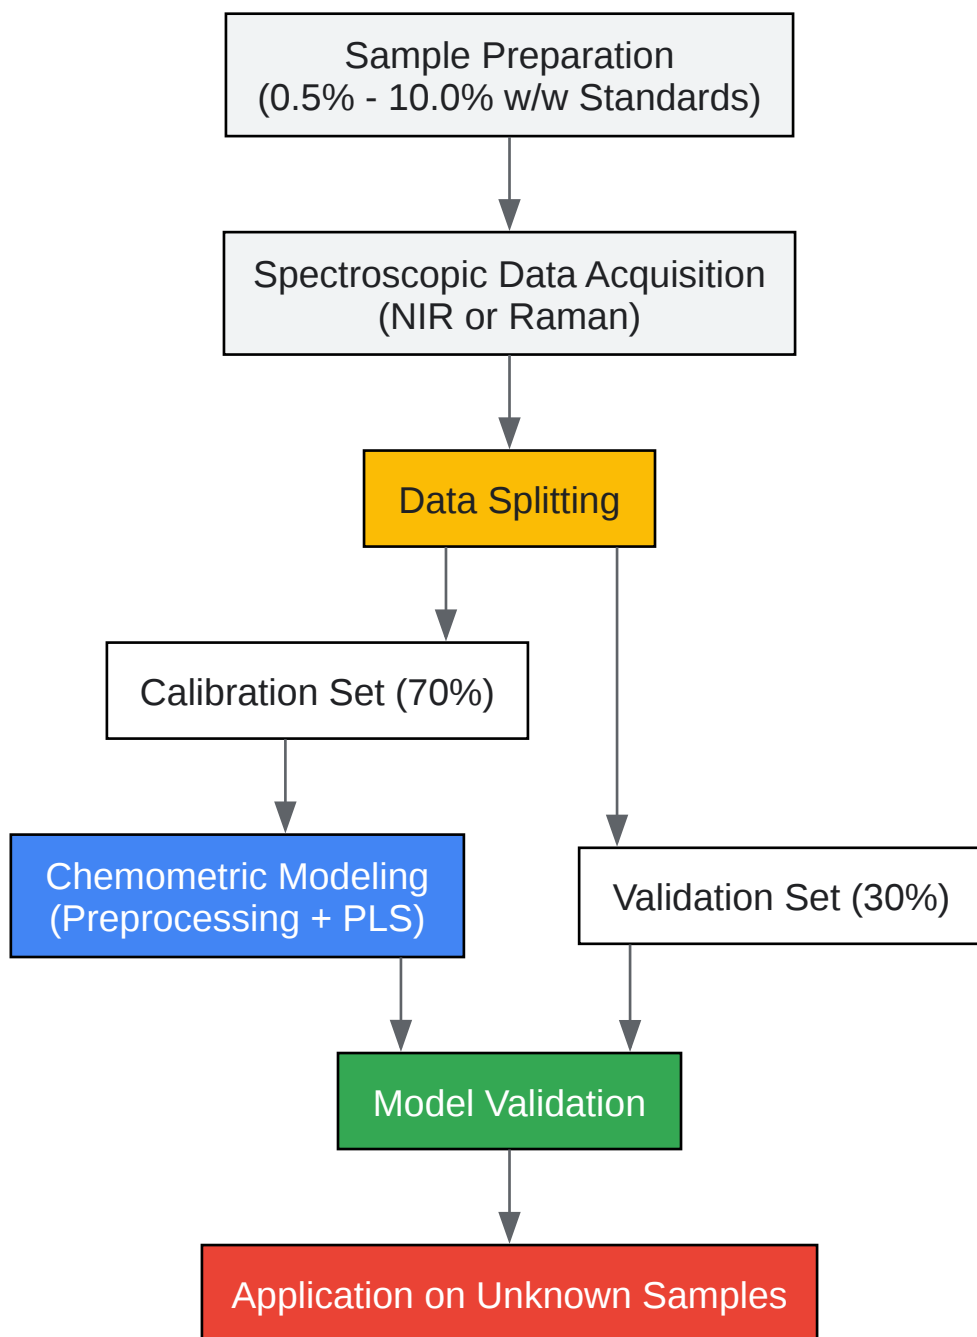 Sample Preparation
(0.5% - 10.0% w/w Standards)
Spectroscopic Data Acquisition
(NIR or Raman)
Data Splitting
Calibration Set (70%)
Chemometric Modeling
(Preprocessing + PLS)
Validation Set (30%)
Model Validation
Application on Unknown Samples